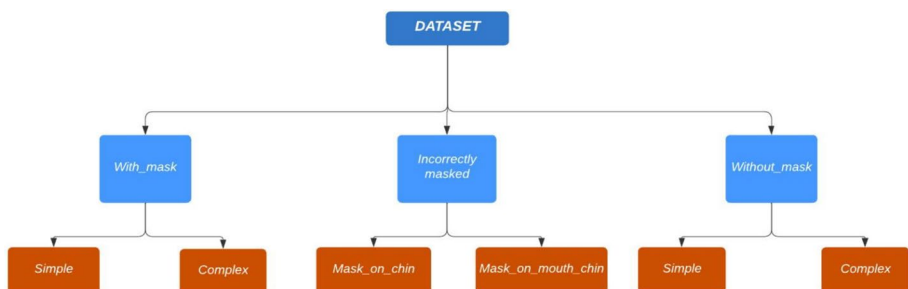 DATASET
With_mask
Incorrectly
masked
Without_mask
Simple
Complex
Mask_on_chin
Mask_on_mouth_chin
Simple
Complex